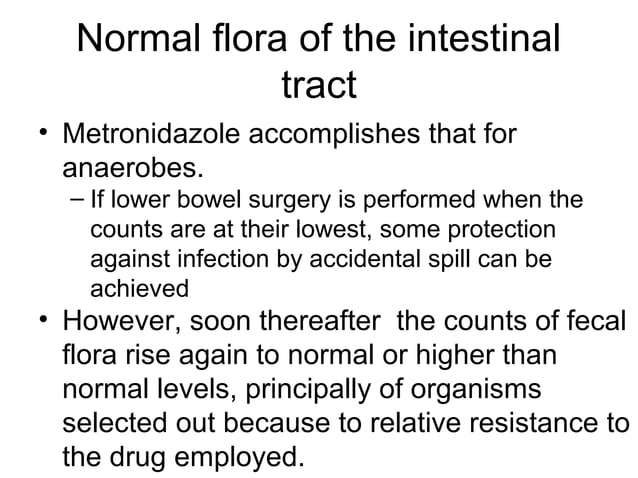 Normal flora of the intestinal
tract
• Metronidazole accomplishes that for
anaerobes.
– If lower bowel surgery is performed when the
counts are at their lowest, some protection
against infection by accidental spill can be
achieved
• However, soon thereafter  the counts of fecal
flora rise again to normal or higher than
normal levels, principally of organisms
selected out because to relative resistance to
the drug employed.